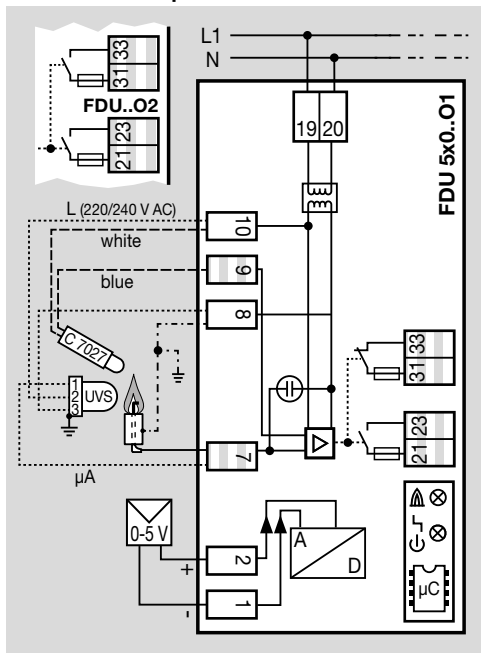 L1
N
33
31
FDU..O2
23
21
19 20
FDU 5x0..O1
L (220/240 V AC)
white
10
blue
9
8
C 7027
1
2
3
UVS
33
31
23
21
7
µA
0-5 V
+
2
A
D
-
1
µC